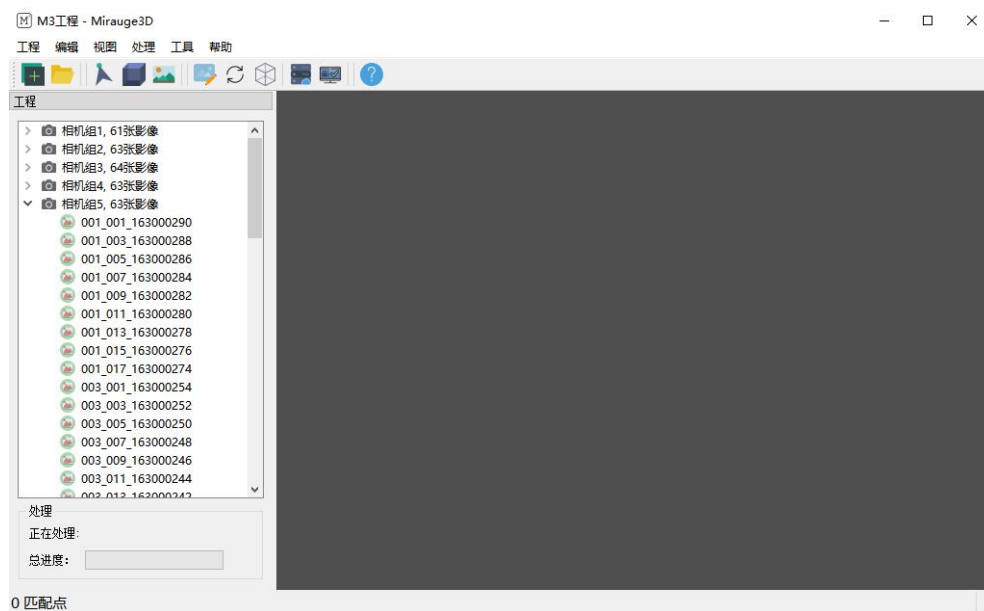 M M3工程 - Mirauge3D
工程 编辑 视图 处理 工具 帮助
工程
相机组1, 61张影像
相机组2, 63张影像
相机组3, 64张影像
相机组4, 63张影像
相机组5, 63张影像
001_001_163000290
001_003_163000288
001_005_163000286
001_007_163000284
001_009_163000282
001_011_163000280
001_013_163000278
001_015_163000276
001_017_163000274
003_001_163000254
003_003_163000252
003_005_163000250
003_007_163000248
003_009_163000246
003_011_163000244
003_013_163000242
处理
正在处理:
总进度：
0 匹配点